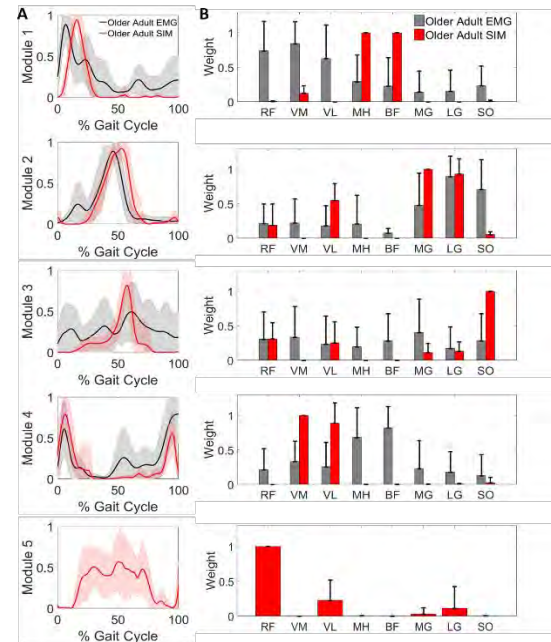 A
B
Older Adult EMG
Older Adult SIM
Module 1
1
0.5
0
0 50 100
% Gait Cycle
Weight
1
0.5
0
Older Adult EMG
Older Adult SIM
RF VM VL MH BF MG LG SO
Module 2
1
0.5
0
0 50 100
% Gait Cycle
Weight
1
0.5
0
RF VM VL MH BF MG LG SO
Module 3
1
0.5
0
0 50 100
% Gait Cycle
Weight
1
0.5
0
RF VM VL MH BF MG LG SO
Module 4
1
0.5
0
0 50 100
% Gait Cycle
Weight
1
0.5
0
RF VM VL MH BF MG LG SO
Module 5
1
0.5
0
0 50 100
% Gait Cycle
Weight
1
0.5
0
RF VM VL MH BF MG LG SO